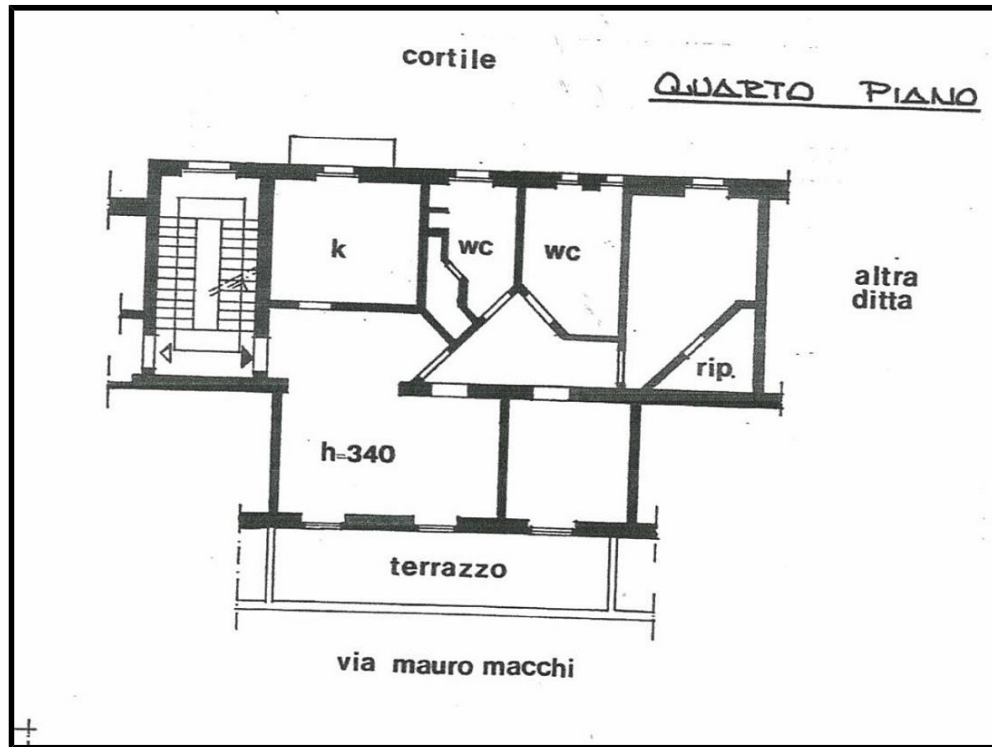 cortile
QUARTO PIANO
k
wc
wc
altra
ditta
rip.
h=340
terrazzo
via mauro macchi